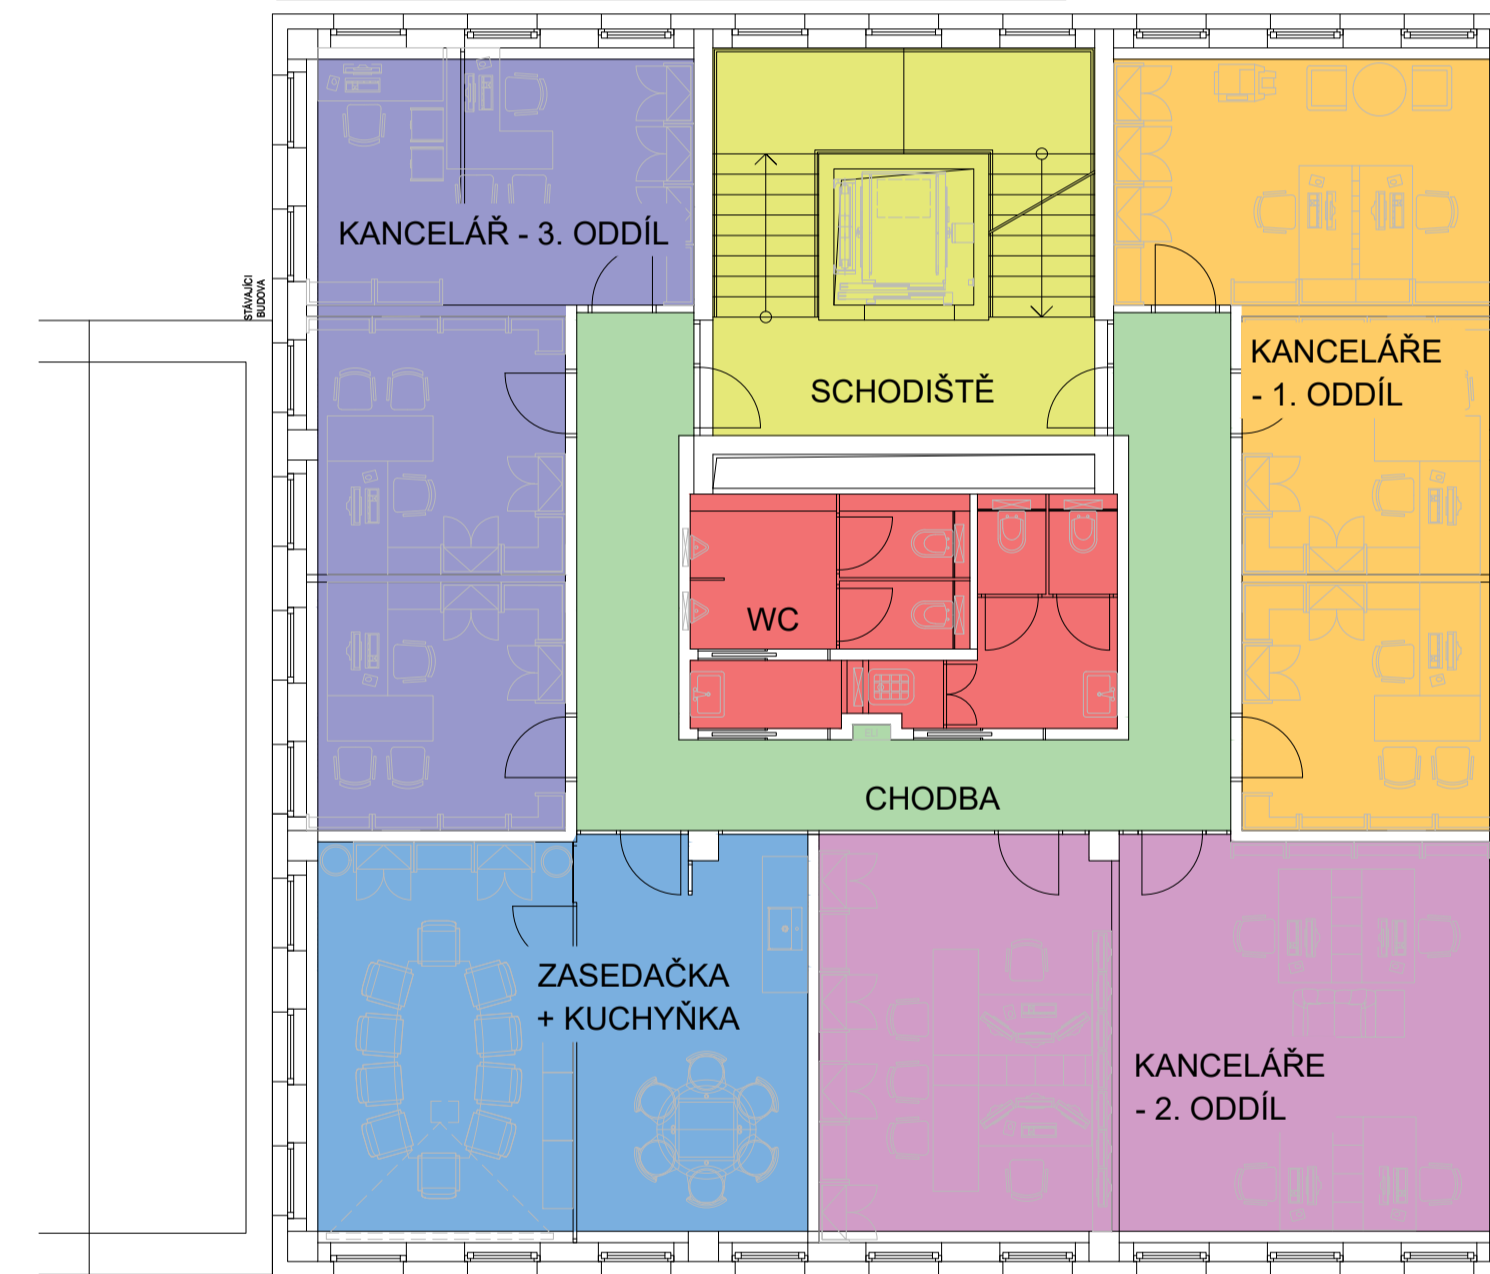 KANCELÁŘ - 3. ODDÍL
STÁVAJÍCÍ
BUDOVA
SCHODIŠTĚ
KANCELÁŘE
- 1. ODDÍL
WC
CHODBA
ZASEDAČKA
+ KUCHYŇKA
KANCELÁŘE
- 2. ODDÍL